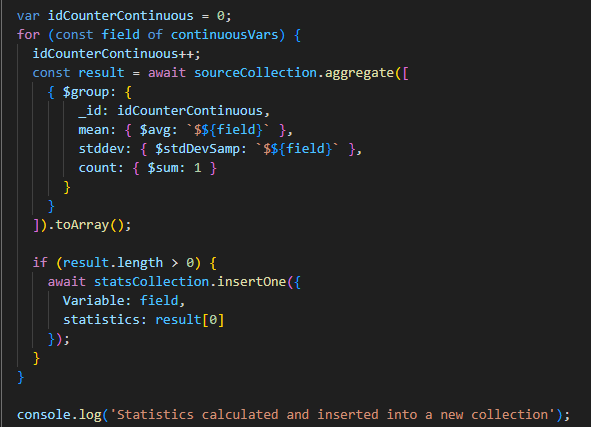 var idCounterContinuous = 0;
for (const field of continuousVars) {
  idCounterContinuous++;
  const result = await sourceCollection.aggregate([
    { $group: {
        _id: idCounterContinuous,
        mean: { $avg: `$${field}` },
        stddev: { $stdDevSamp: `$${field}` },
        count: { $sum: 1 }
      }
    }
  ]).toArray();

  if (result.length > 0) {
    await statsCollection.insertOne({
      Variable: field,
      statistics: result[0]
    });
  }
}

console.log('Statistics calculated and inserted into a new collection');